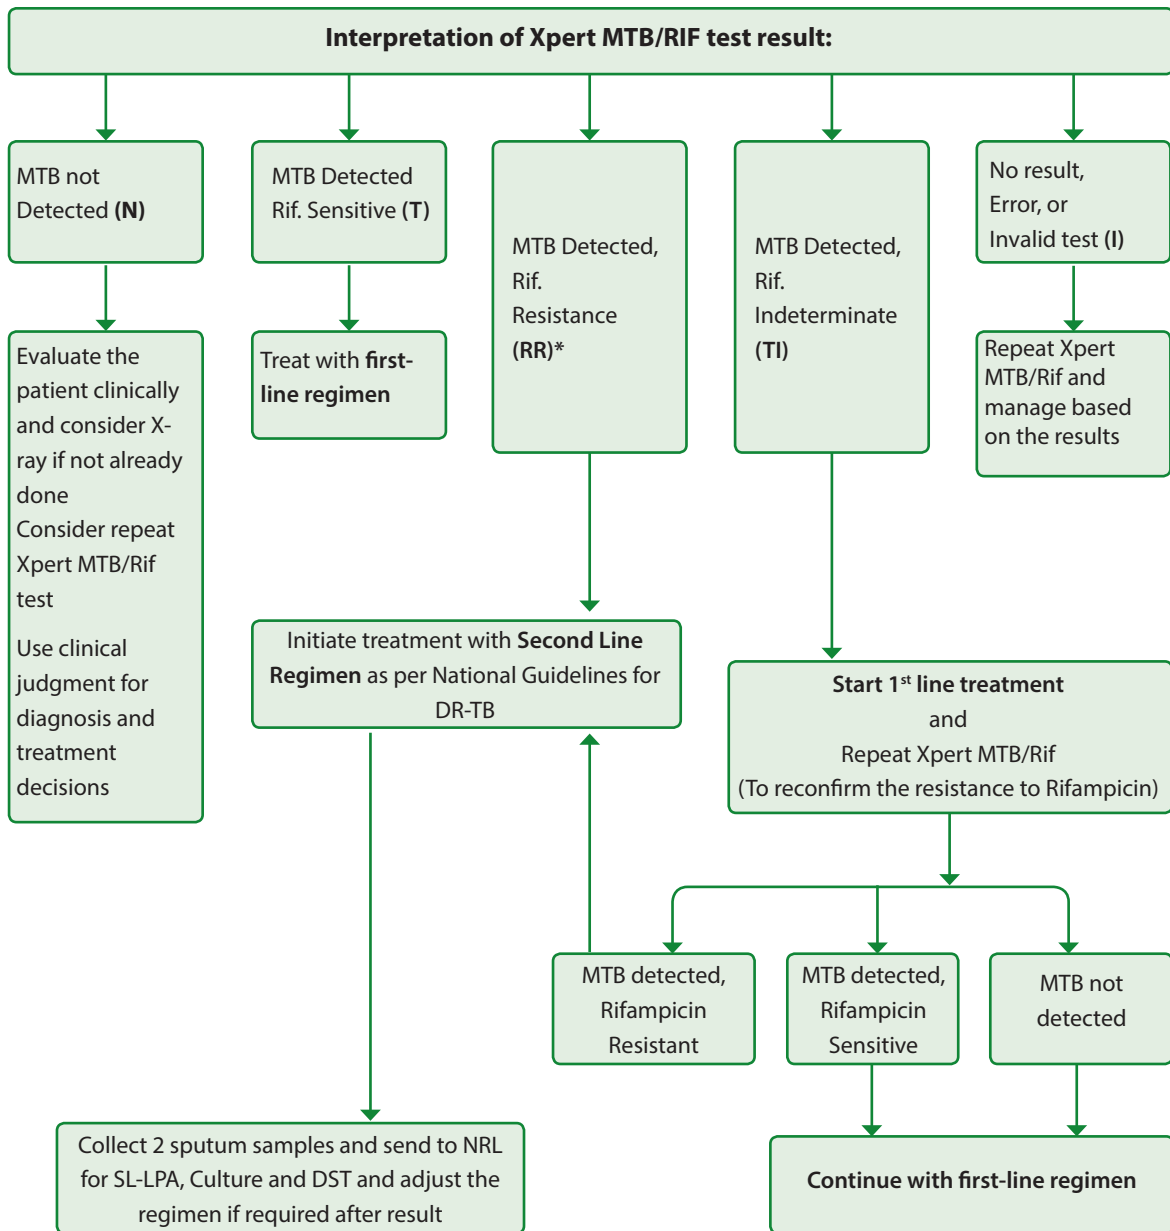 Interpretation of Xpert MTB/RIF test result:
MTB not
Detected (N)
MTB Detected
Rif. Sensitive (T)
MTB Detected,
Rif.
Resistance
(RR)*
MTB Detected,
Rif.
Indeterminate
(TI)
No result,
Error, or
Invalid test (I)
Evaluate the
patient clinically
and consider X-
ray if not already
done
Consider repeat
Xpert MTB/Rif
test
Use clinical
judgment for
diagnosis and
treatment
decisions
Treat with first-
line regimen
Repeat Xpert
MTB/Rif and
manage based
on the results
Initiate treatment with Second Line
Regimen as per National Guidelines for
DR-TB
Start 1st line treatment
and
Repeat Xpert MTB/Rif
(To reconfirm the resistance to Rifampicin)
MTB detected,
Rifampicin
Resistant
MTB detected,
Rifampicin
Sensitive
MTB not
detected
Collect 2 sputum samples and send to NRL
for SL-LPA, Culture and DST and adjust the
regimen if required after result
Continue with first-line regimen